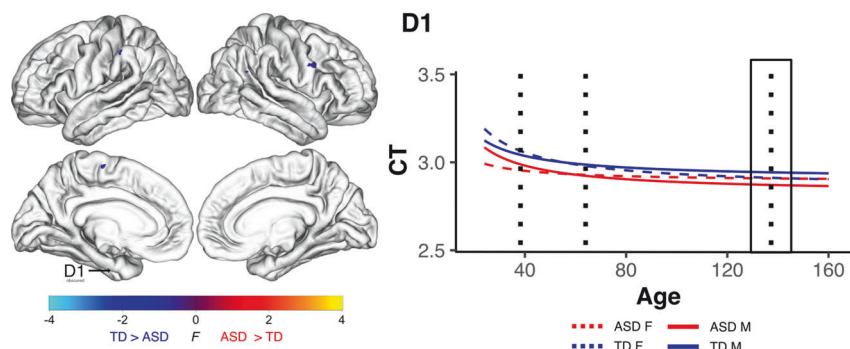 D1
3.5
3.0
2.5
CT
40 80 120 160
Age
D1
obscured
-4 -2 0 2 4
TD > ASD F ASD > TD
ASD F ASD M
TD F TD M